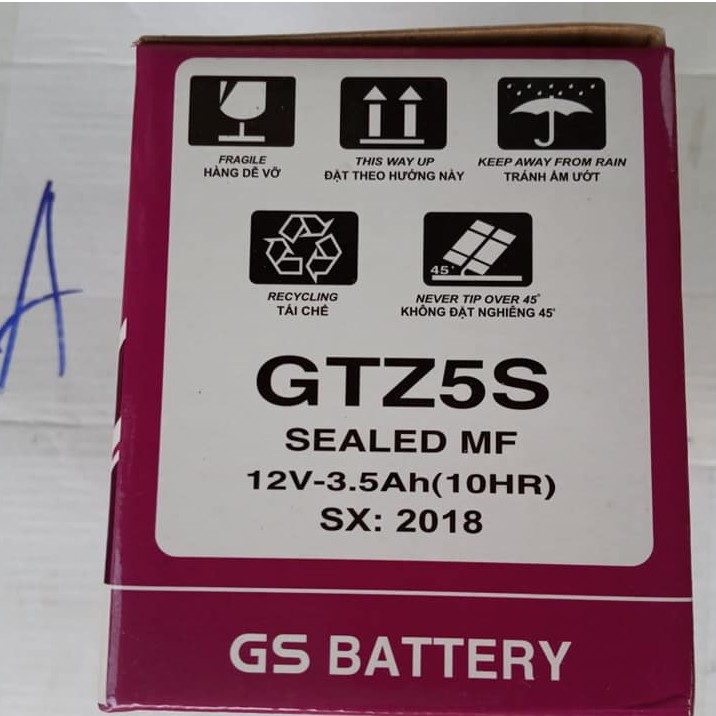 FRAGILE
HÀNG DỄ VỠ
THIS WAY UP
ĐẶT THEO HƯỚNG NÀY
KEEP AWAY FROM RAIN
TRÁNH ẨM ƯỚT
RECYCLING
TÁI CHẾ
45°
NEVER TIP OVER 45°
KHÔNG ĐẶT NGHIÊNG 45°
A
GTZ5S
SEALED MF
12V-3.5Ah(10HR)
SX: 2018
GS BATTERY